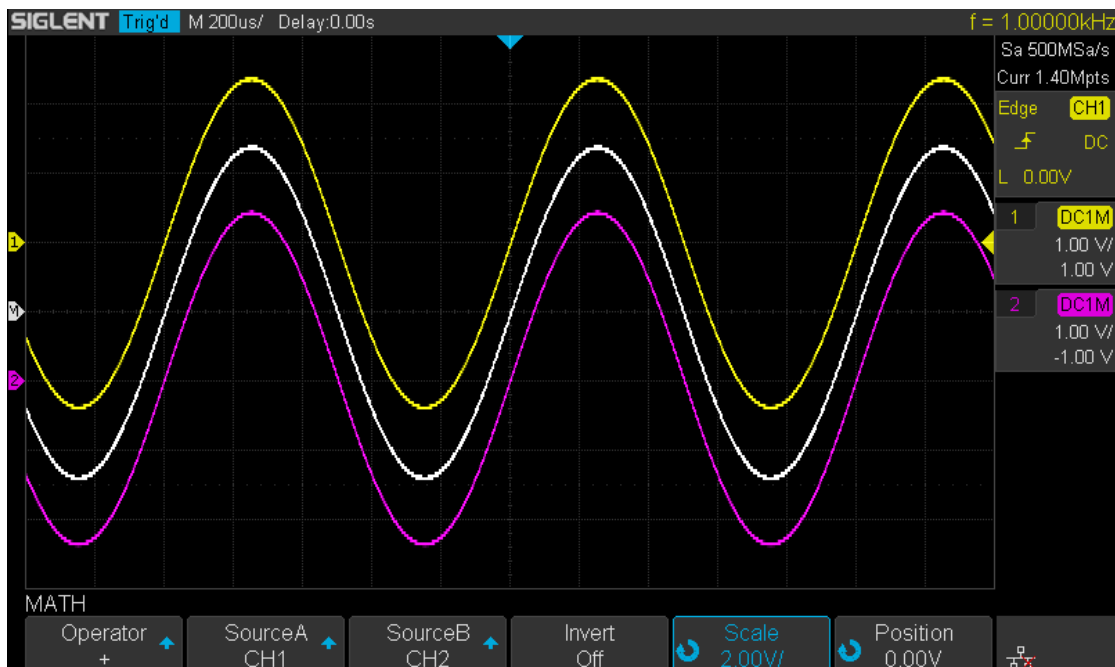 SIGLENT Trig'd M 200us/ Delay:0.00s f = 1.00000kHz
Sa 500MSa/s
Curr 1.40Mpts
Edge CH1
DC
L 0.00V
1 DC1M
1.00 V/
1.00 V
2 DC1M
1.00 V/
-1.00 V
1
M
2
MATH
Operator SourceA SourceB Invert Scale Position
+ CH1 CH2 Off 2.00V/ 0.00V